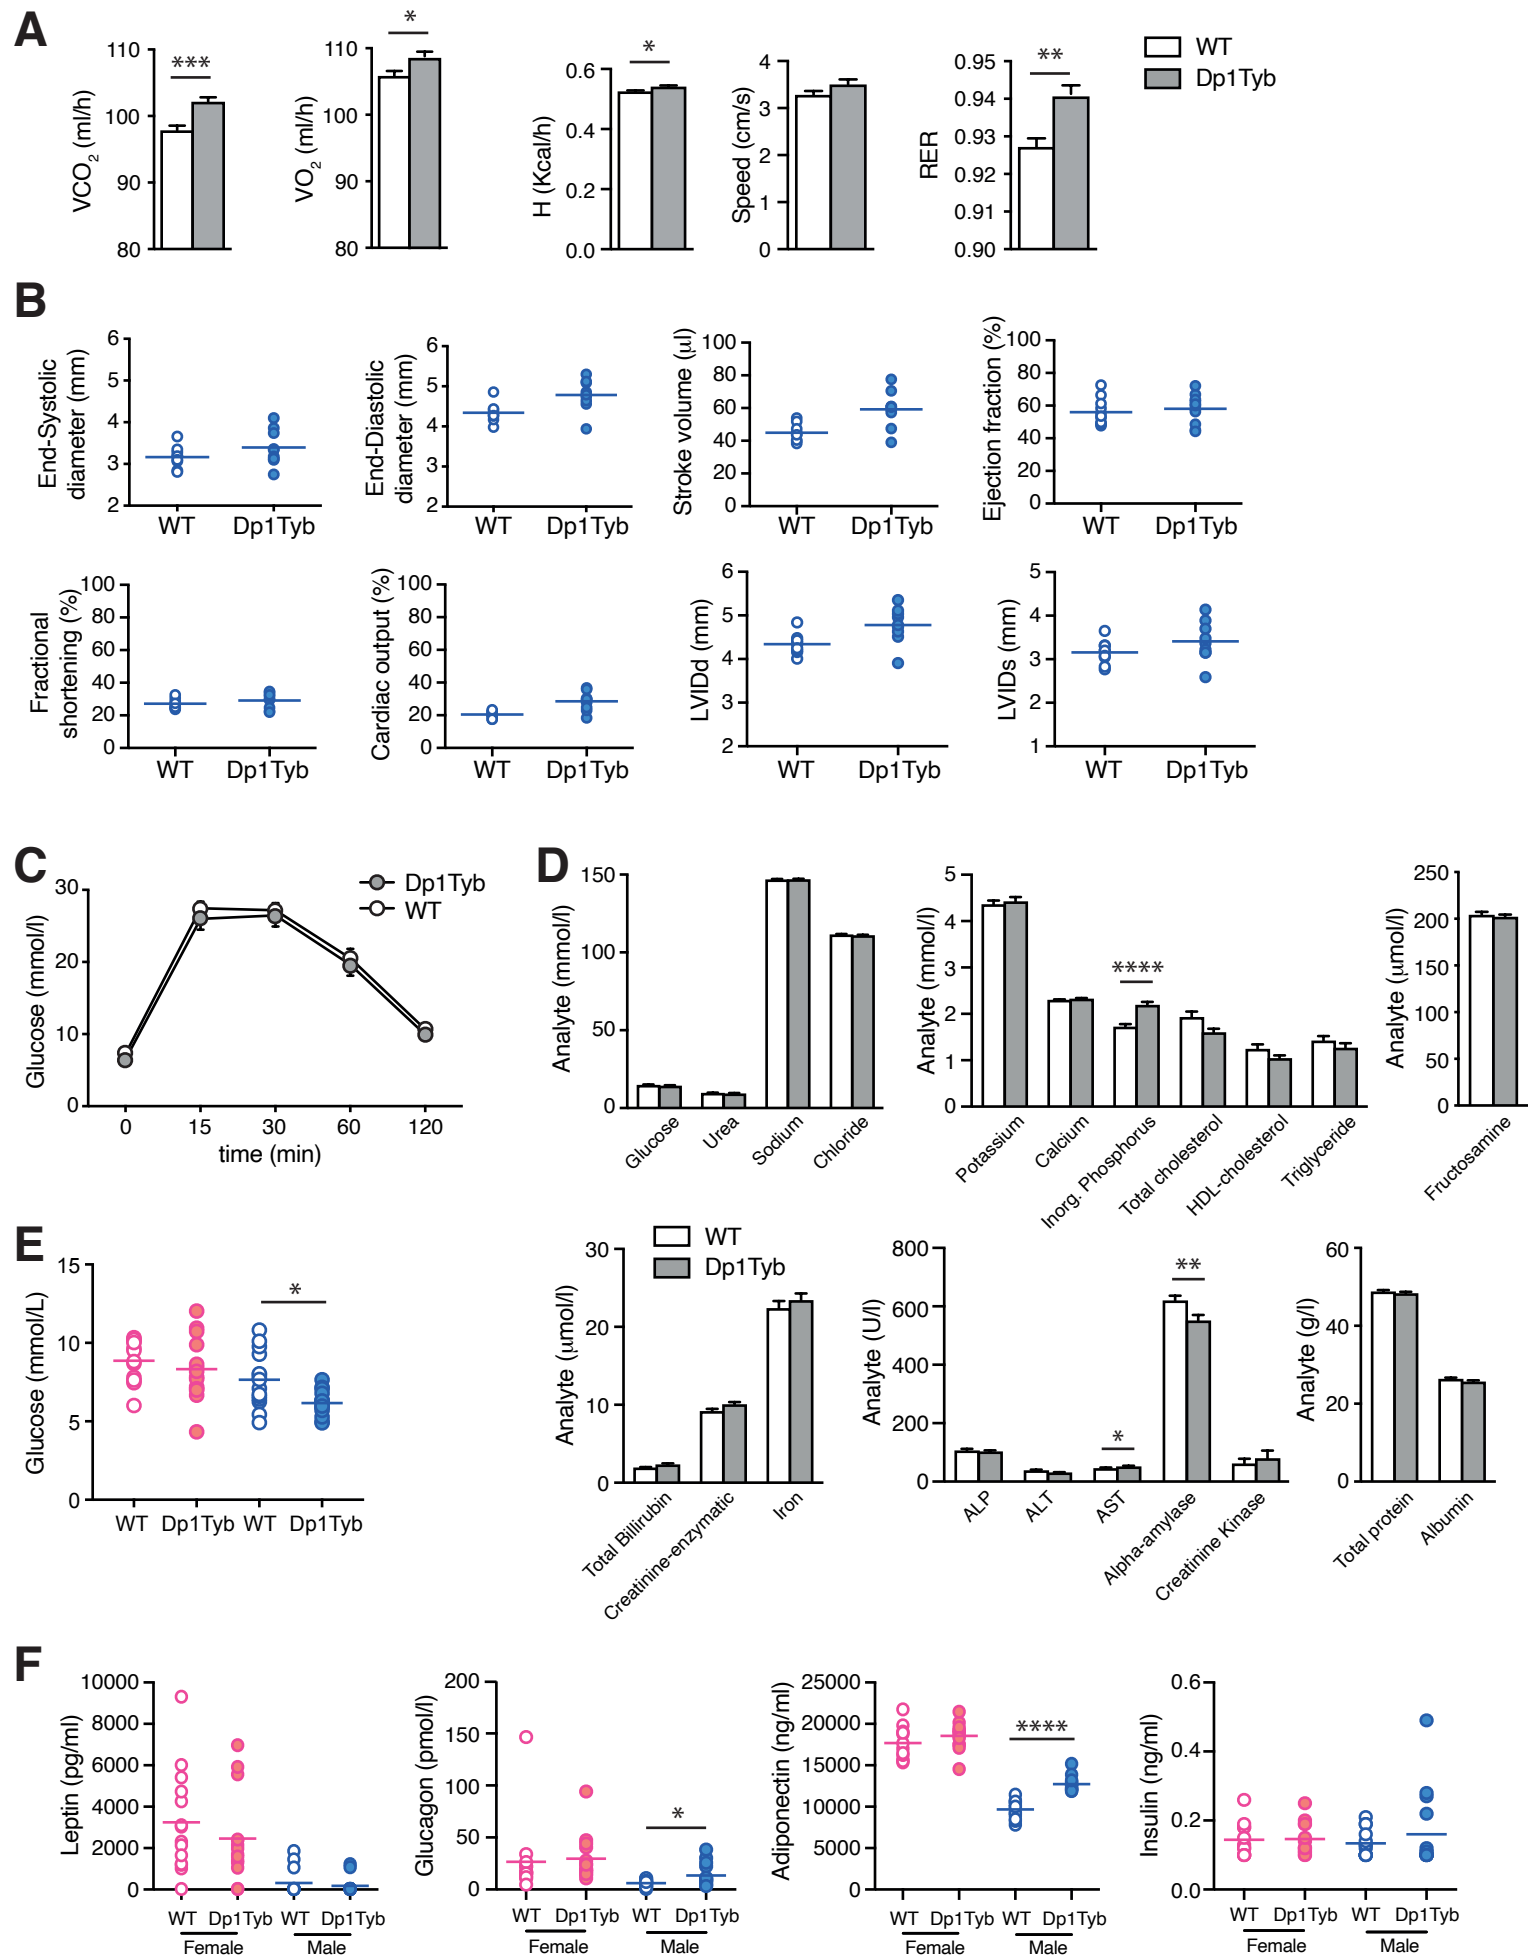 A
VCO2 (ml/h)
110
100
90
80
***
VO2 (ml/h)
110
100
90
80
*
H (Kcal/h)
0.6
0.4
0.2
0.0
*
Speed (cm/s)
4
3
2
1
0
RER
0.95
0.94
0.93
0.92
0.91
0.90
**
WT
Dp1Tyb
B
End-Systolic
diameter (mm)
6
5
4
3
2
WT Dp1Tyb
End-Diastolic
diameter (mm)
6
5
4
3
2
WT Dp1Tyb
Stroke volume (μl)
100
80
60
40
20
0
WT Dp1Tyb
Ejection fraction (%)
100
80
60
40
20
0
WT Dp1Tyb
Fractional
shortening (%)
100
80
60
40
20
0
WT Dp1Tyb
Cardiac output (%)
100
80
60
40
20
0
WT Dp1Tyb
LVIDd (mm)
6
5
4
3
2
WT Dp1Tyb
LVIDs (mm)
5
4
3
2
1
WT Dp1Tyb
C
Glucose (mmol/l)
30
20
10
0
Dp1Tyb
WT
0 15 30 60 120
time (min)
D
Analyte (mmol/l)
150
100
50
0
Glucose
Urea
Sodium
Chloride
Analyte (mmol/l)
5
4
3
2
1
0
****
Potassium
Calcium
Inorg. Phosphorus
Total cholesterol
HDL-cholesterol
Triglyceride
Analyte (μmol/l)
250
200
150
100
50
0
Fructosamine
E
Glucose (mmol/L)
15
10
5
0
*
WT Dp1Tyb WT Dp1Tyb
WT
Dp1Tyb
Analyte (μmol/l)
30
20
10
0
Total Billirubin
Creatinine-enzymatic
Iron
Analyte (U/l)
800
600
400
200
0
*
**
ALP
ALT
AST
Alpha-amylase
Creatinine Kinase
Analyte (g/l)
60
40
20
0
Total protein
Albumin
F
Leptin (pg/ml)
10000
8000
6000
4000
2000
0
WT Dp1Tyb WT Dp1Tyb
Female Male
Glucagon (pmol/l)
200
150
100
50
0
*
WT Dp1Tyb WT Dp1Tyb
Female Male
Adiponectin (ng/ml)
25000
20000
15000
10000
5000
0
****
WT Dp1Tyb WT Dp1Tyb
Female Male
Insulin (ng/ml)
0.6
0.4
0.2
0.0
WT Dp1Tyb WT Dp1Tyb
Female Male